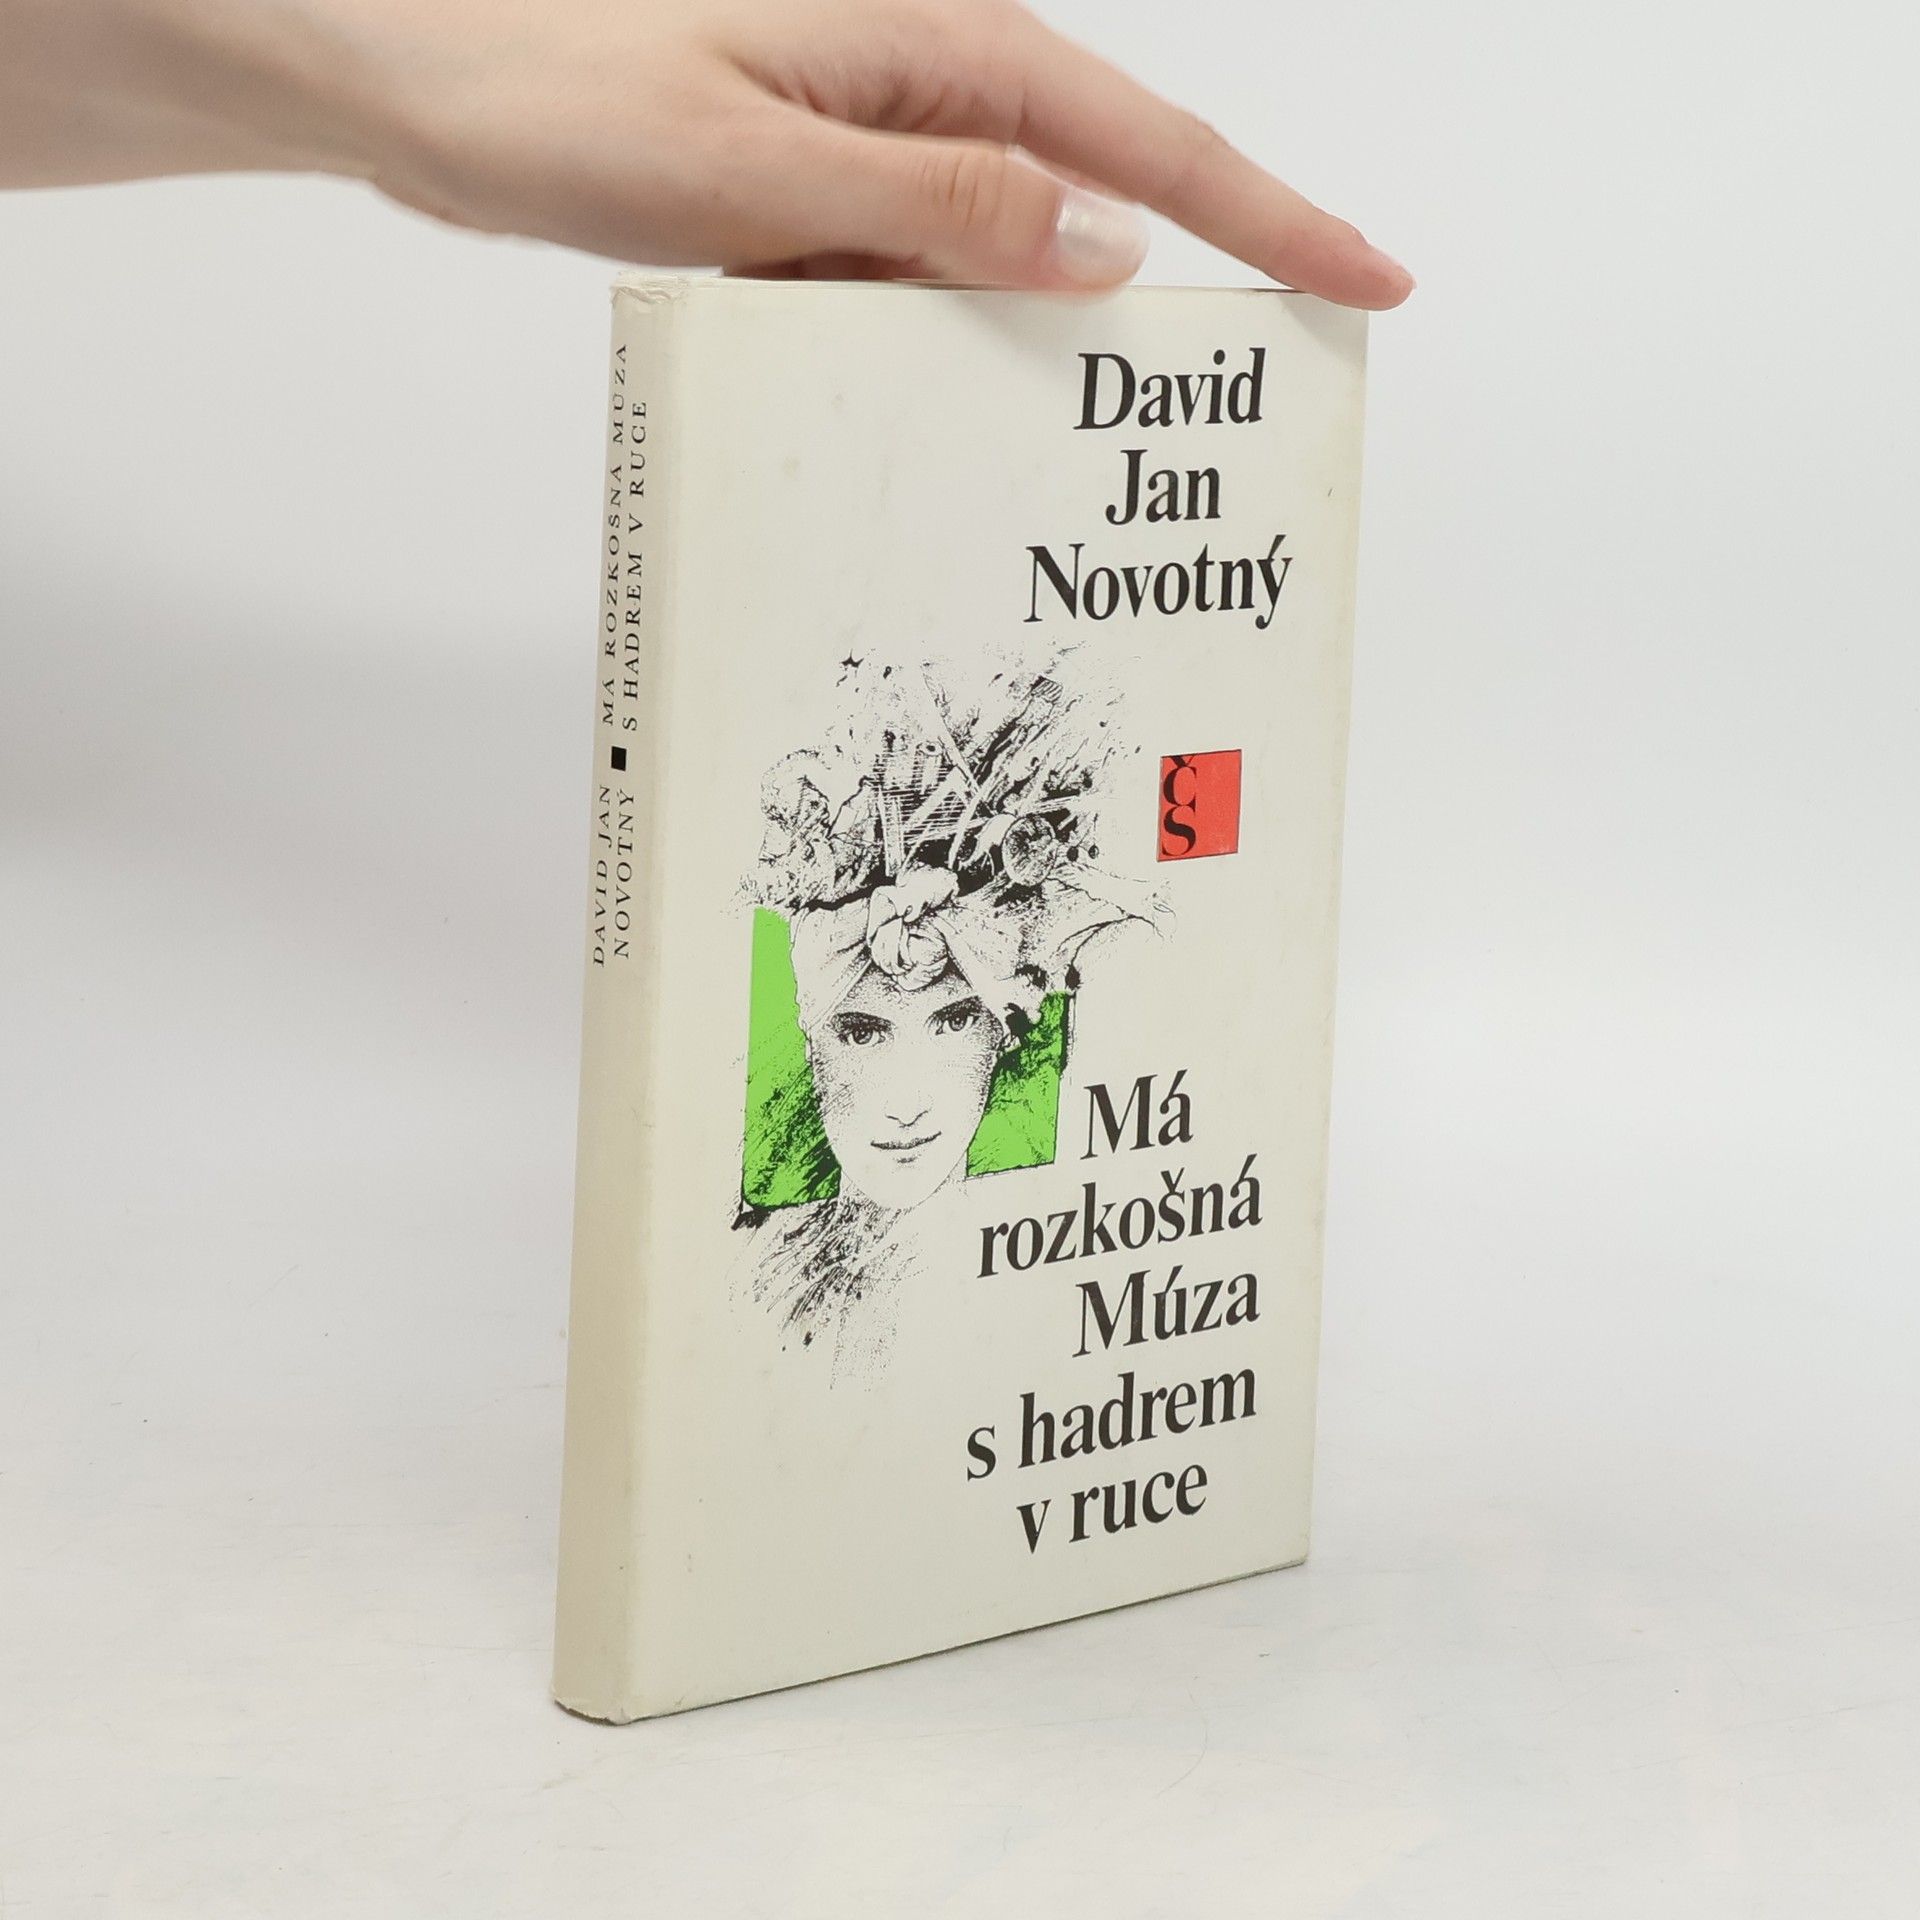 David
Jan
Novotný
ČS
Má
rozkošná
Múza
s hadrem
v ruce
DAVID JAN
NOVOTNÝ
MÁ ROZKOŠNÁ MÚZA
S HADREM V RUCE